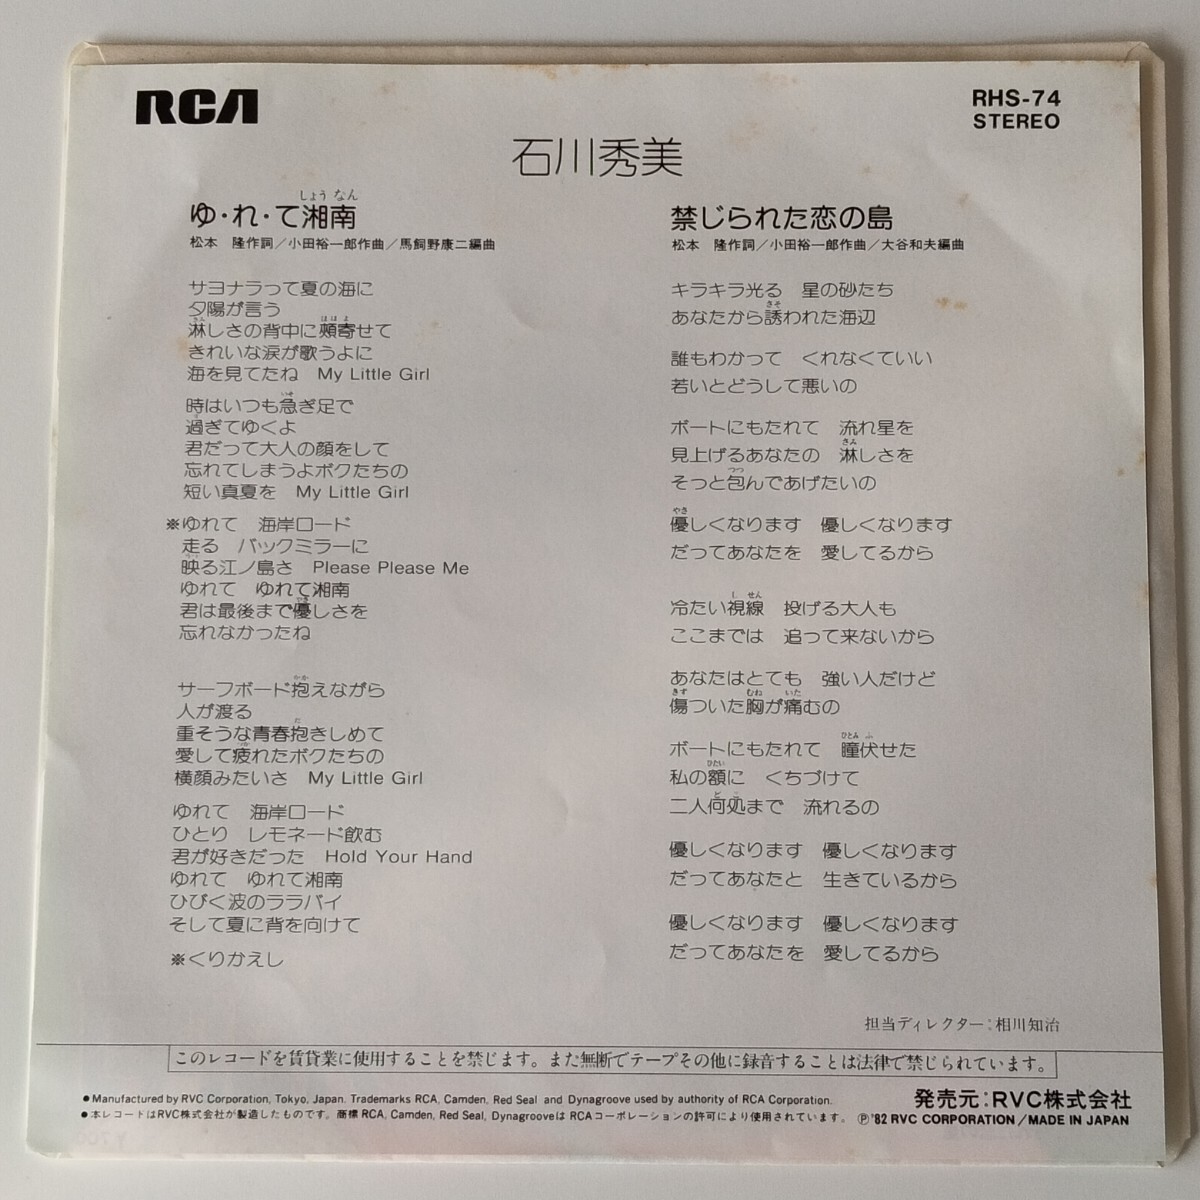 RCA
RHS-74
STEREO
石川秀美
しょう なん
ゆ・れ・て湘南
松本 隆作詞／小田裕一郎作曲／馬飼野康二編曲
サヨナラって夏の海に
夕陽が言う
淋しさの背中に頬寄せて
きれいな涙が歌うよに
海を見てたね My Little Girl
時はいつも急ぎ足で
過ぎてゆくよ
君だって大人の顔をして
忘れてしまうよボクたちの
短い真夏を My Little Girl
※ゆれて 海岸ロード
走る バックミラーに
映る江ノ島さ Please Please Me
ゆれて ゆれて湘南
君は最後まで優しさを
忘れなかったね
サーフボード抱えながら
人が渡る
重そうな青春抱きしめて
愛して疲れたボクたちの
横顔みたいさ My Little Girl
ゆれて 海岸ロード
ひとり レモネード飲む
君が好きだった Hold Your Hand
ゆれて ゆれて湘南
ひびく波のララバイ
そして夏に背を向けて
※くりかえし
禁じられた恋の島
松本 隆作詞／小田裕一郎作曲／大谷和夫編曲
キラキラ光る 星の砂たち
さそ
あなたから誘われた海辺
誰もわかって くれなくていい
若いとどうして悪いの
ボートにもたれて 流れ星を
さみ
見上げるあなたの 淋しさを
つつ
そっと包んであげたいの
やさ
優しくなります 優しくなります
だってあなたを 愛してるから
し せん
冷たい視線 投げる大人も
ここまでは 追って来ないから
あなたはとても 強い人だけど
きず むね いた
傷ついた胸が痛むの
ひとみ ふ
ボートにもたれて 瞳伏せた
ひたい
私の額に くちづけて
ど こ
二人何処まで 流れるの
優しくなります 優しくなります
だってあなたと 生きているから
優しくなります 優しくなります
だってあなたを 愛してるから
担当ディレクター：相川知治
このレコードを賃貸業に使用することを禁じます。また無断でテープその他に録音することは法律で禁じられています。
●Manufactured by RVC Corporation, Tokyo, Japan. Trademarks RCA, Camden, Red Seal and Dynagroove used by authority of RCA Corporation.
●本レコードはRVC株式会社が製造したものです。商標RCA, Camden, Red Seal, DynagrooveはRCAコーポレーションの許可により使用されています。
発売元：RVC株式会社
Ⓟ'82 RVC CORPORATION/MADE IN JAPAN